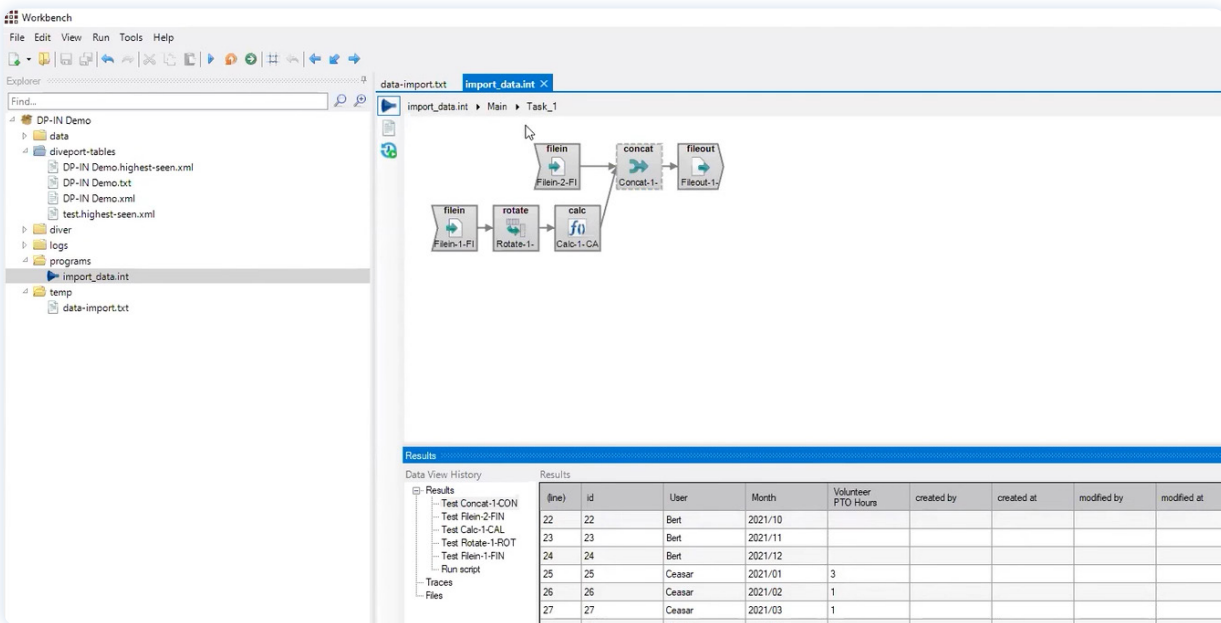 Workbench
File Edit View Run Tools Help
Explorer
Find...
DP-IN Demo
data
diveport-tables
DP-IN Demo.highest-seen.xml
DP-IN Demo.txt
DP-IN Demo.xml
test.highest-seen.xml
diver
logs
programs
import_data.int
temp
data-import.txt
data-import.txt import_data.int
import_data.int Main Task_1
filein concat fileout
Filein-2-FI Concat-1- Fileout-1-
filein rotate calc
Filein-1-FI Rotate-1- Calc-1-CA
Results
Data View History
Results
Test Concat-1-CON
Test Filein-2-FIN
Test Calc-1-CAL
Test Rotate-1-ROT
Test Filein-1-FIN
Run script
Traces
Files
Results
(line) id User Month Volunteer PTO Hours created by created at modified by modified at
22 22 Bert 2021/10
23 23 Bert 2021/11
24 24 Bert 2021/12
25 25 Ceasar 2021/01 3
26 26 Ceasar 2021/02 1
27 27 Ceasar 2021/03 1